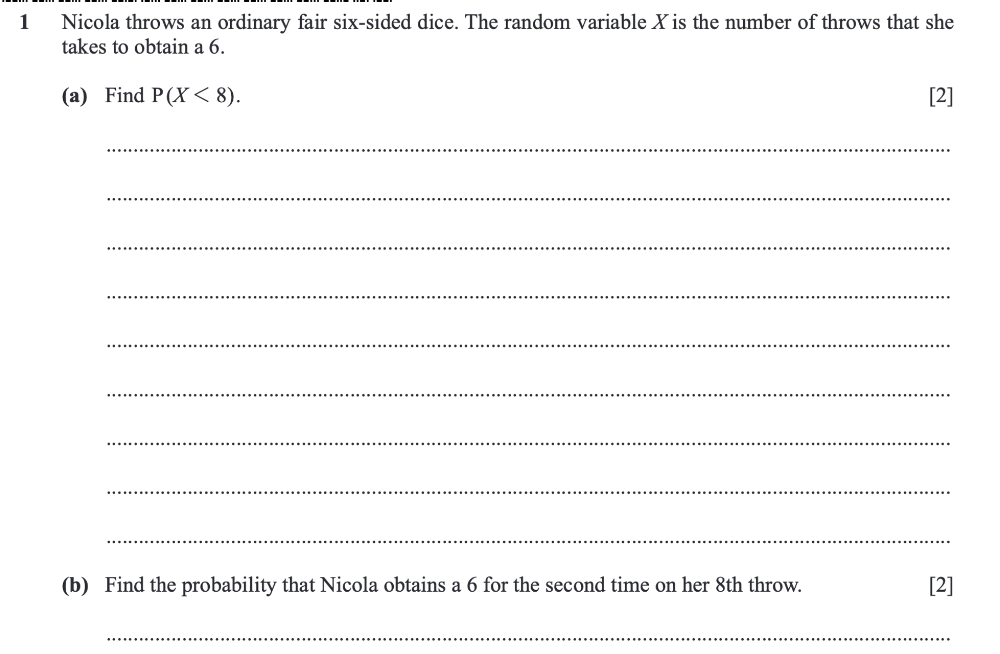 1 Nicola throws an ordinary fair six-sided dice. The random variable X is the number of throws that she
takes to obtain a 6.
(a) Find P(X < 8). [2]
(b) Find the probability that Nicola obtains a 6 for the second time on her 8th throw. [2]